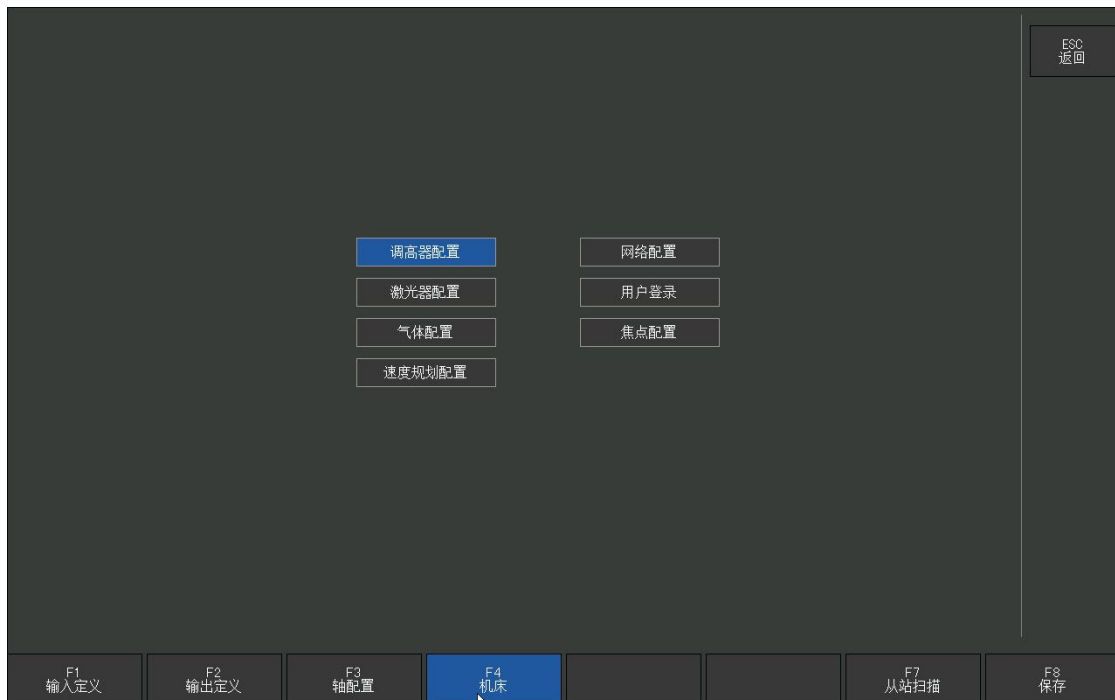 ESC
返回
调高器配置
网络配置
激光器配置
用户登录
气体配置
焦点配置
速度规划配置
F1
输入定义
F2
输出定义
F3
轴配置
F4
机床
F7
从站扫描
F8
保存